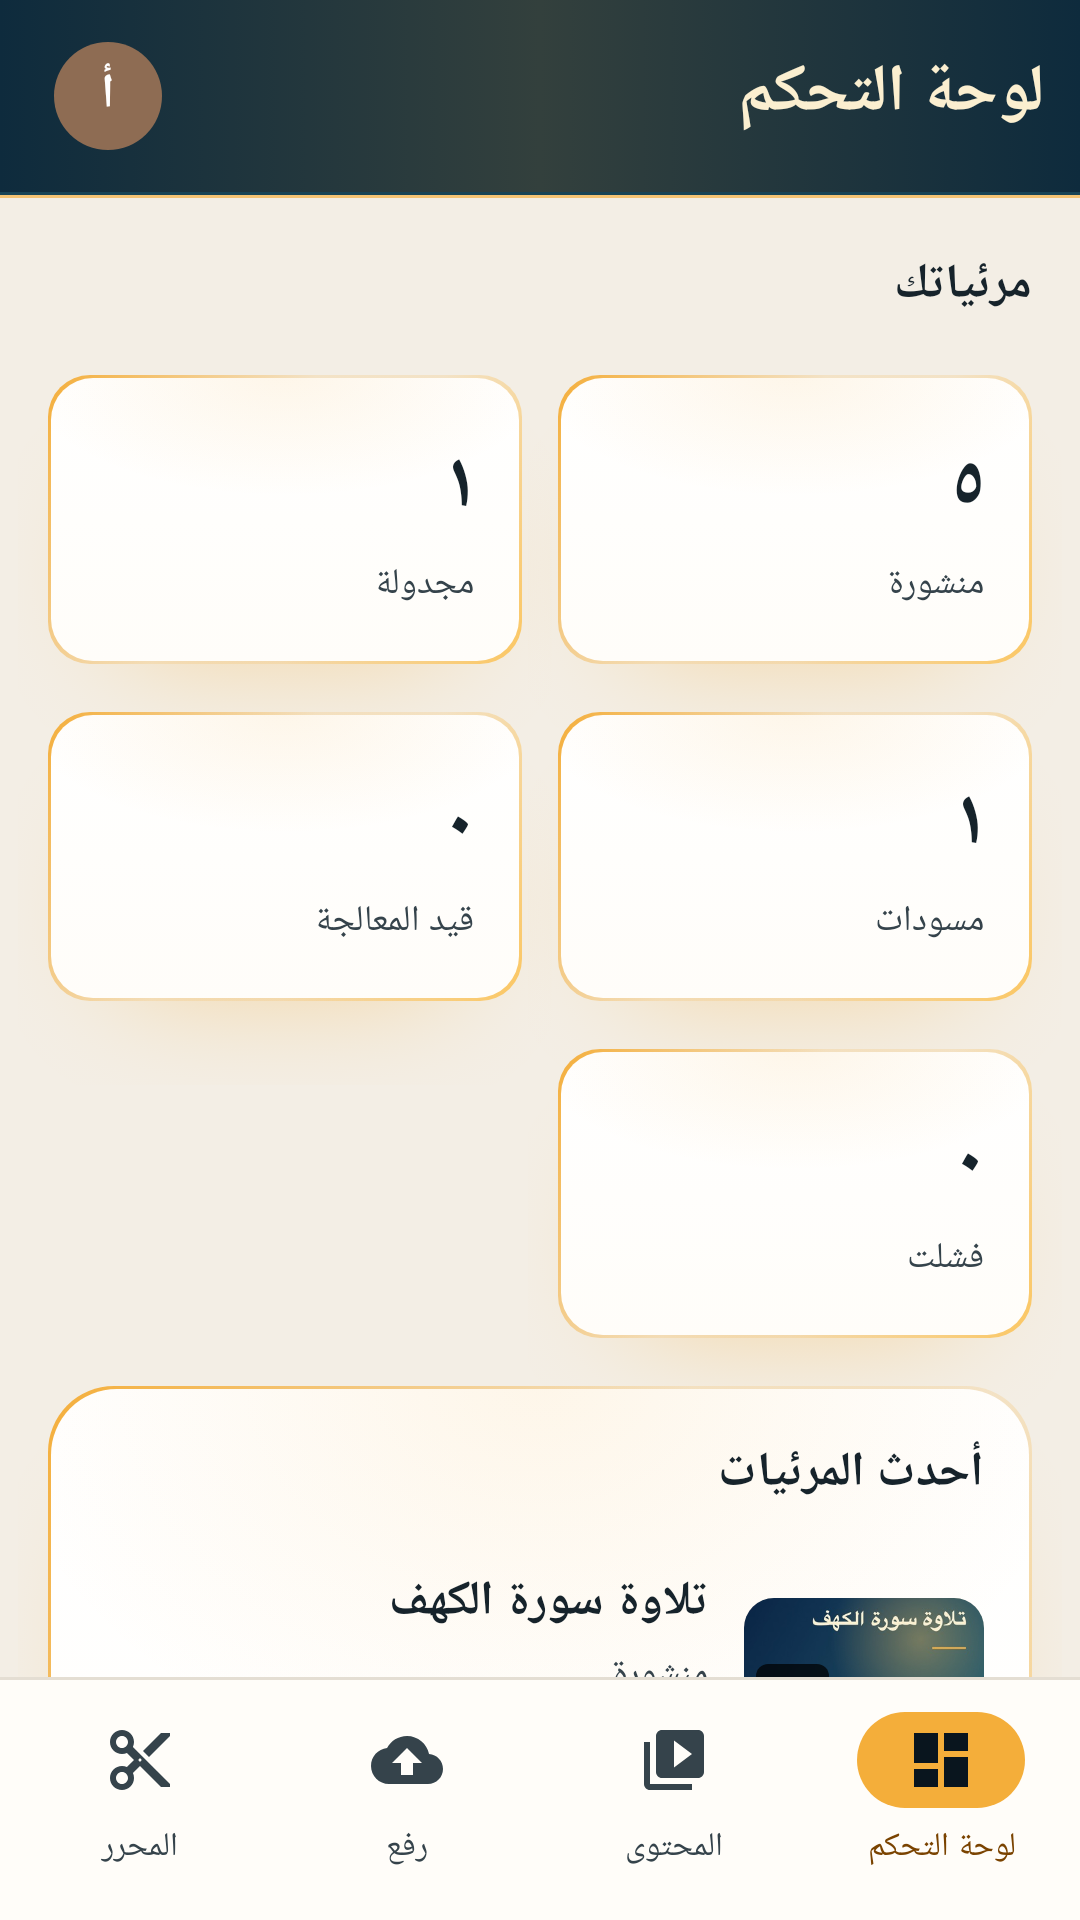 لوحة التحكم
أ
مرئياتك
٥
منشورة
١
مجدولة
١
مسودات
٠
قيد المعالجة
٠
فشلت
أحدث المرئيات
تلاوة سورة الكهف
تلاوة سورة الكهف
منشورة
لوحة التحكم
المحتوى
رفع
المحرر